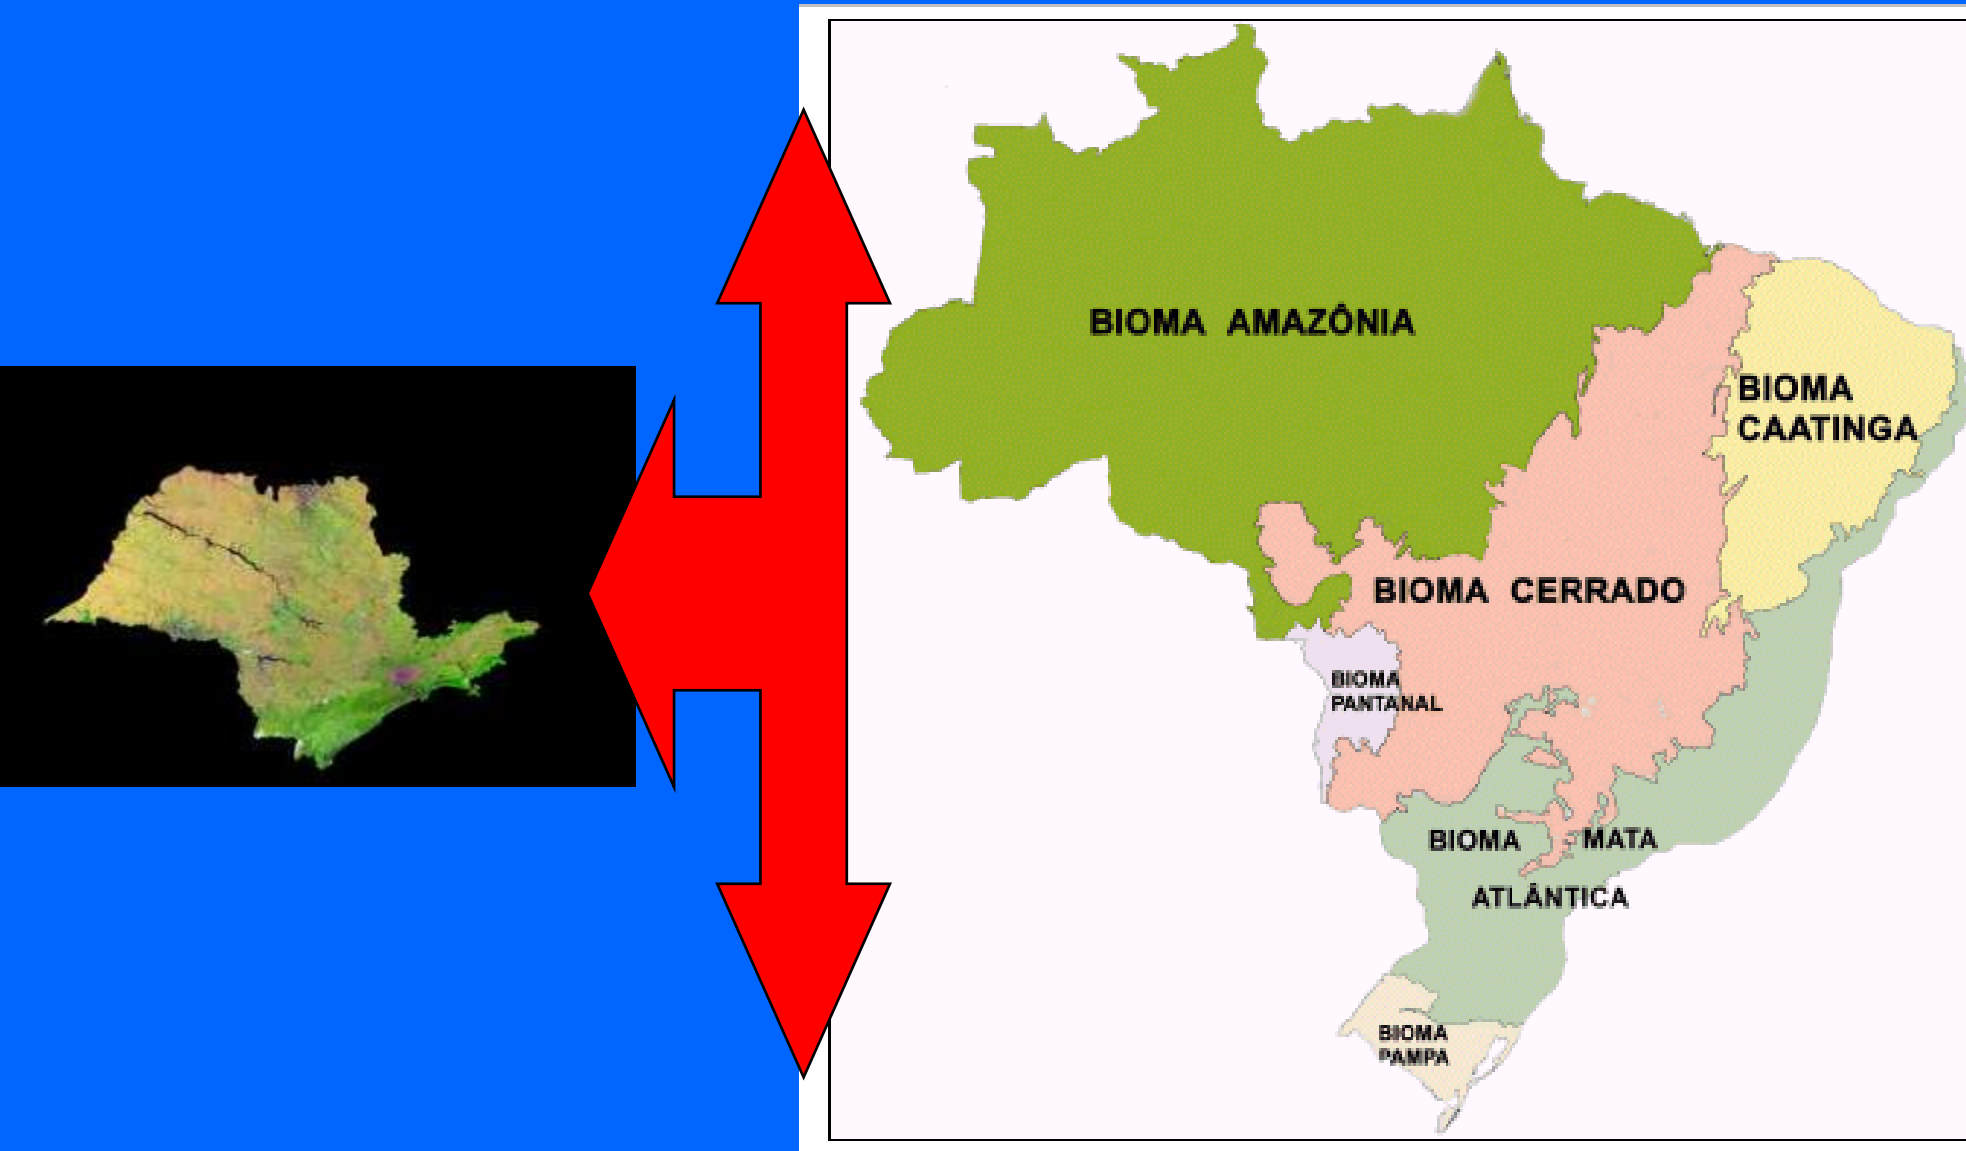 BIOMA AMAZÔNIA
BIOMA
CAATINGA
BIOMA CERRADO
BIOMA
PANTANAL
BIOMA MATA
ATLÂNTICA
BIOMA
PAMPA